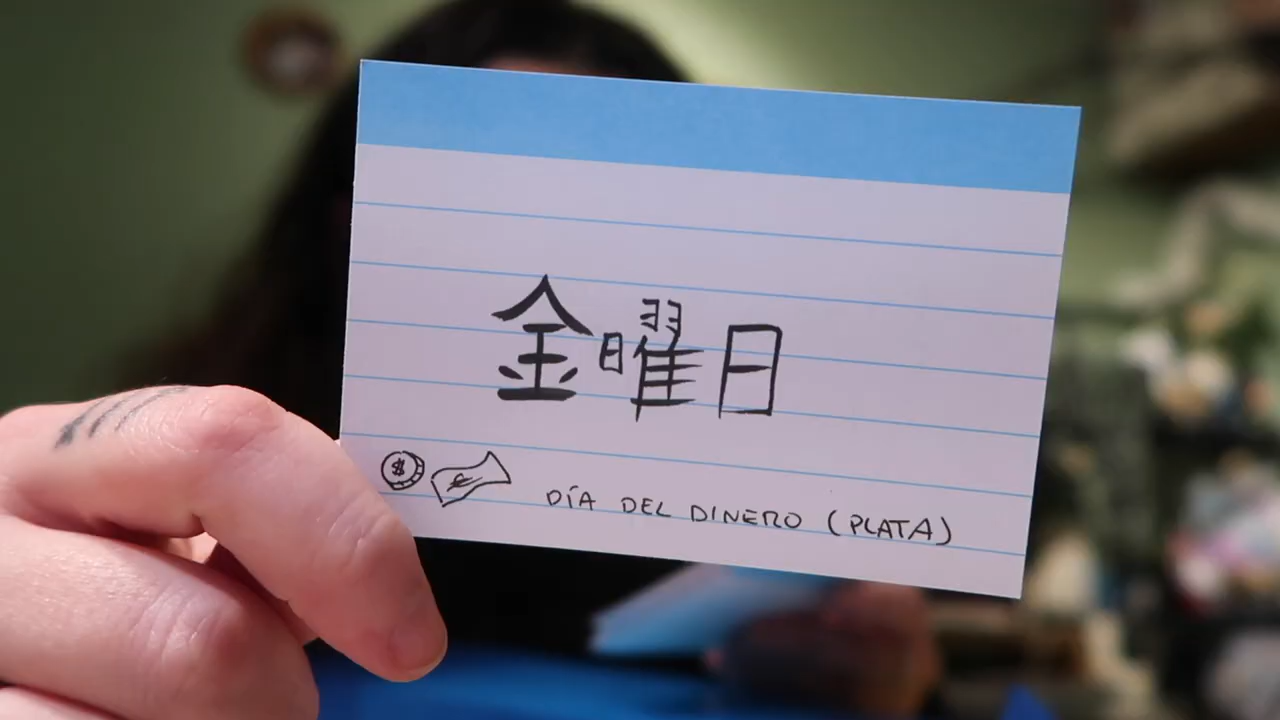 金曜日
$ € DÍA DEL DINERO (PLATA)